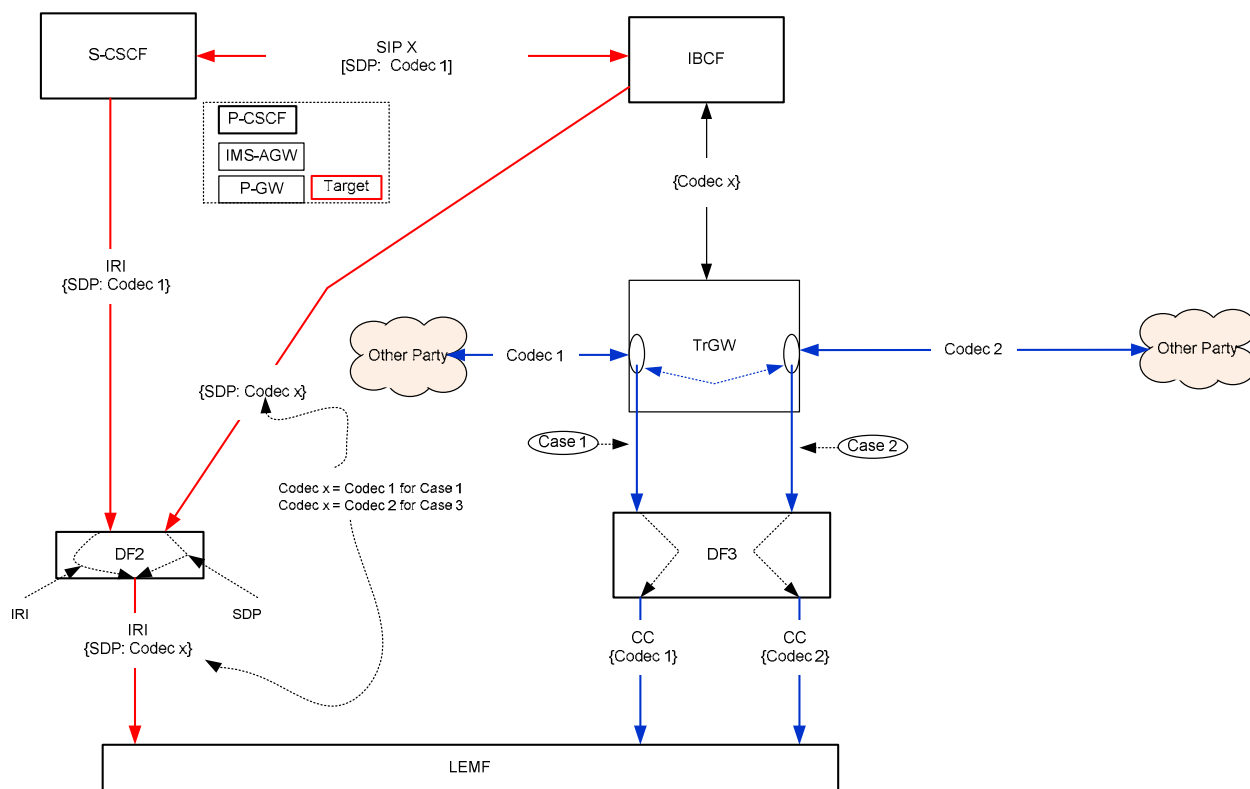 S-CSCF
SIP X
[SDP: Codec 1]
IBCF
P-CSCF
IMS-AGW
P-GW
Target
{Codec x}
IRI
{SDP: Codec 1}
Other Party
Codec 1
TrGW
Codec 2
Other Party
{SDP: Codec x}
Case 1
Case 2
Codec x = Codec 1 for Case 1
Codec x = Codec 2 for Case 3
DF2
DF3
IRI
SDP
IRI
{SDP: Codec x}
CC
{Codec 1}
CC
{Codec 2}
LEMF